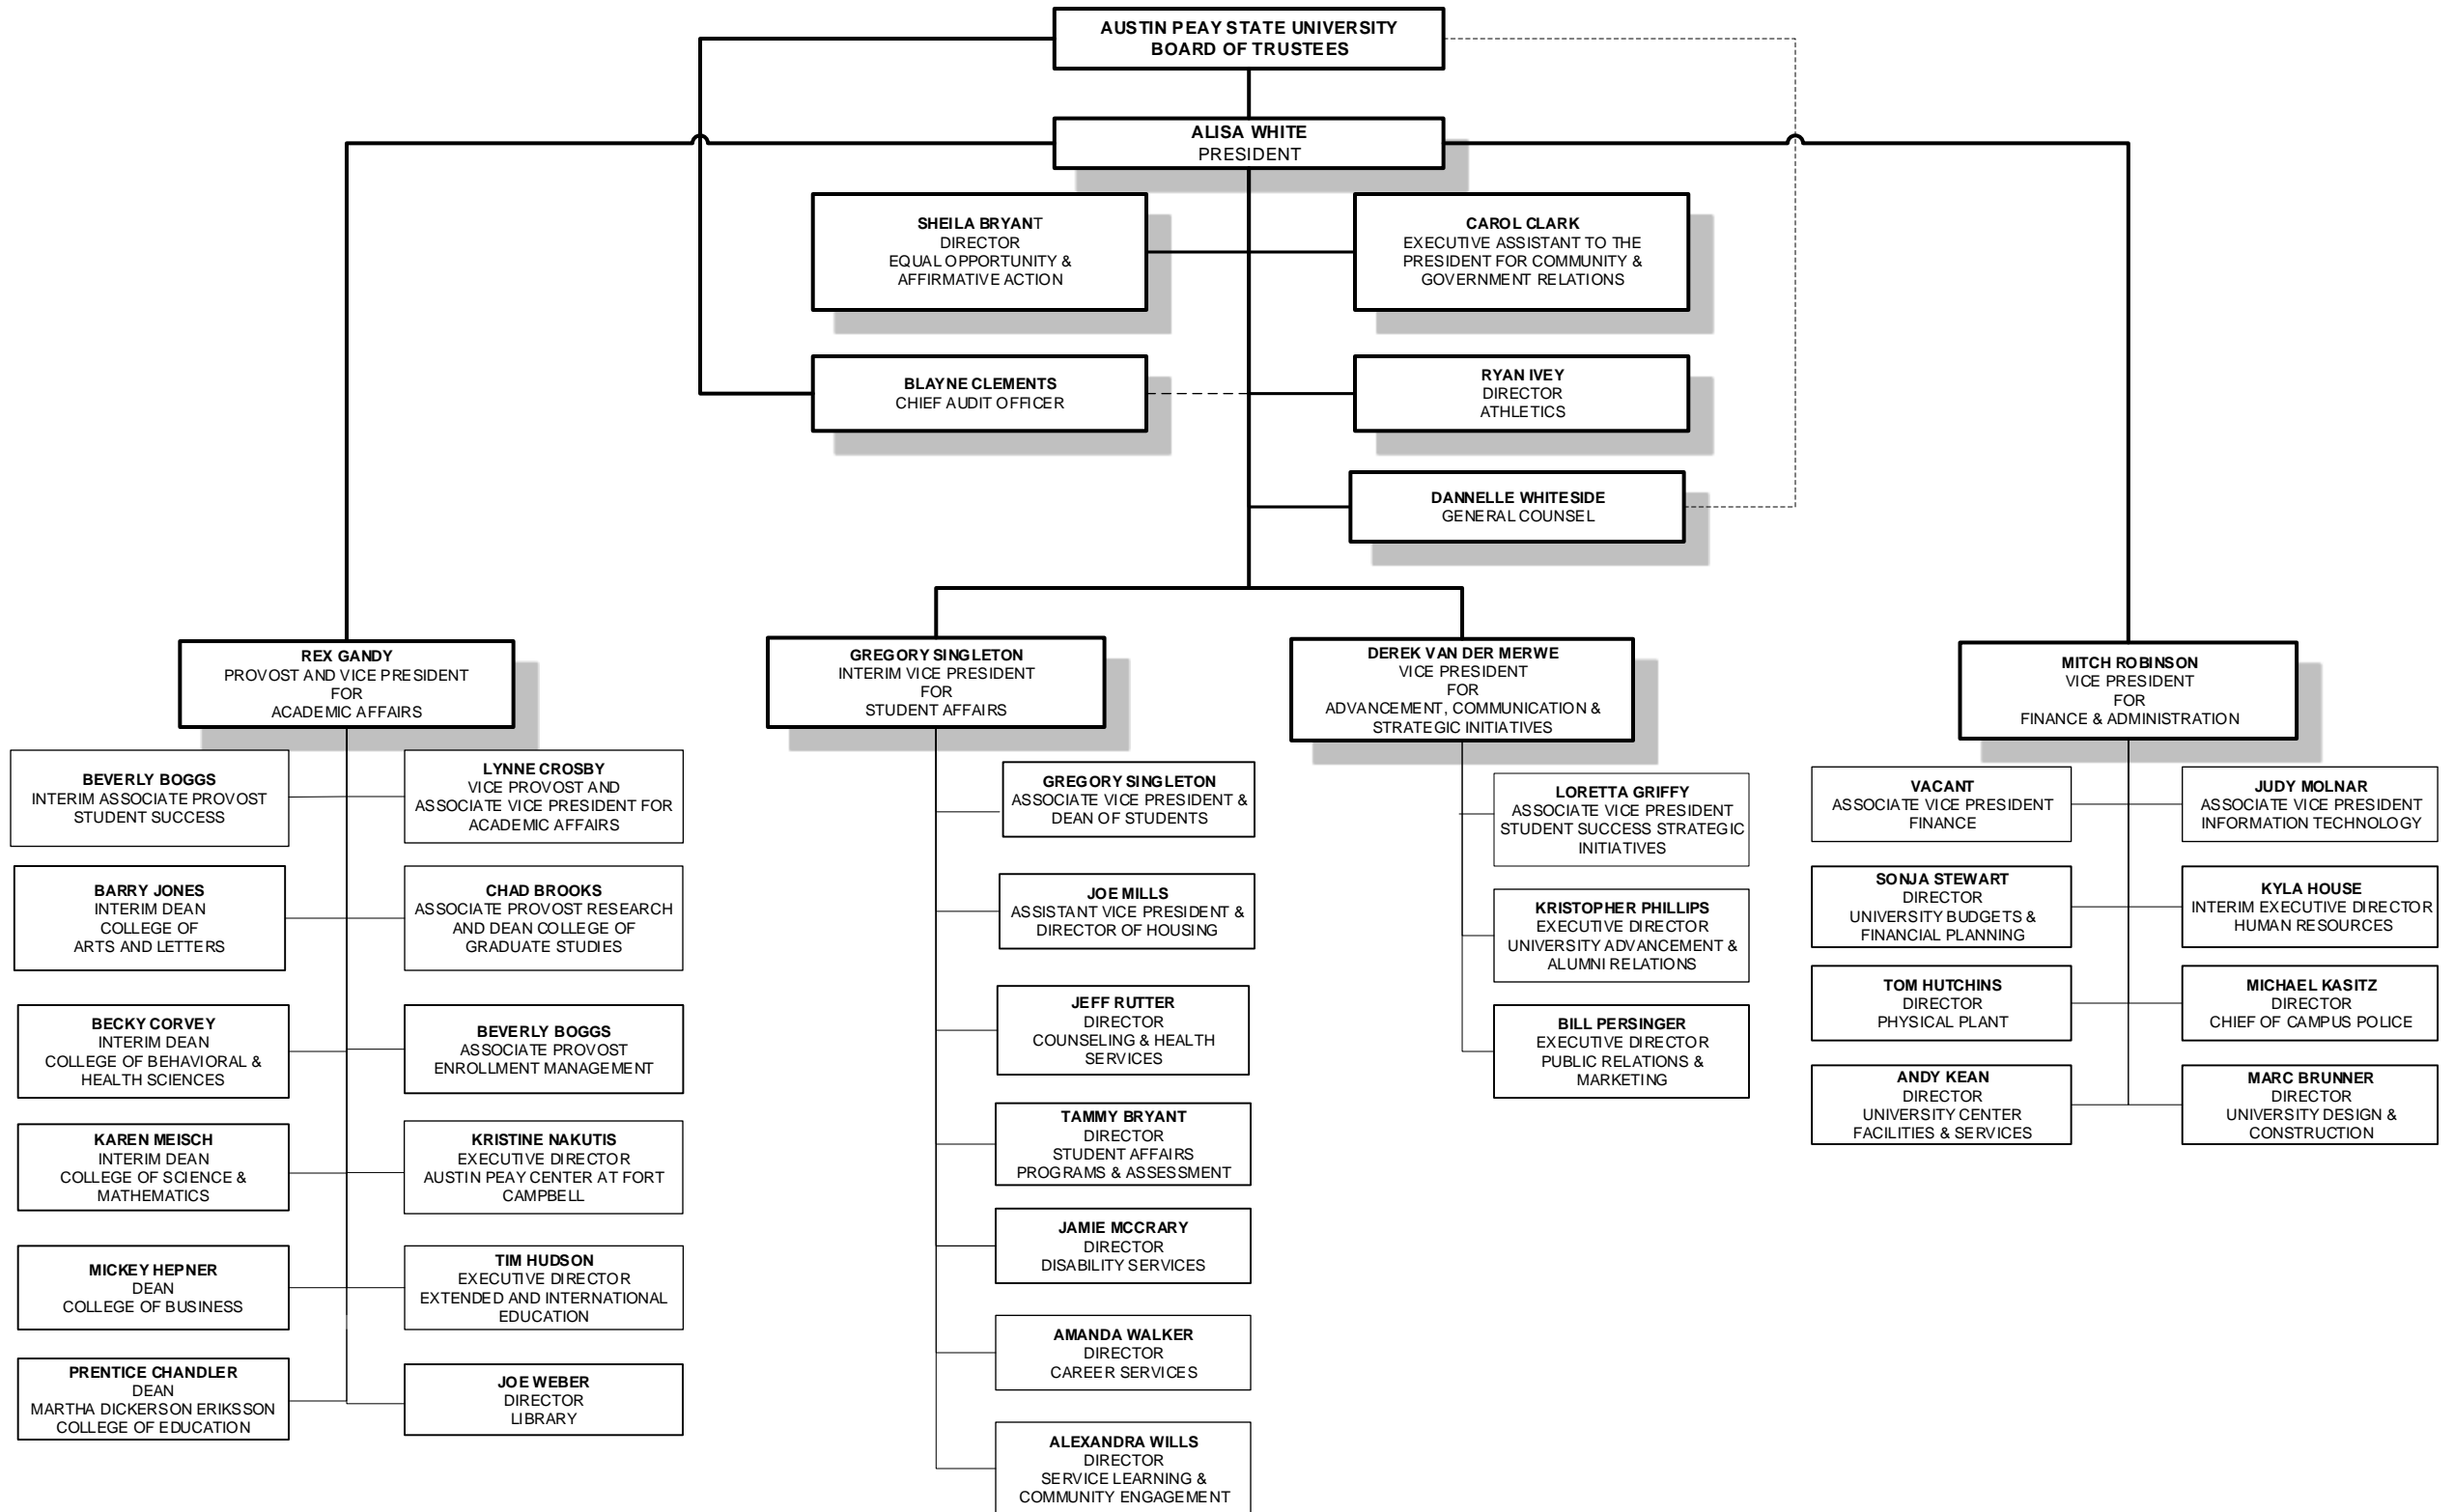 AUSTIN PEAY STATE UNIVERSITY
BOARD OF TRUSTEES
ALISA WHITE
PRESIDENT
SHEILA BRYANT
DIRECTOR
EQUAL OPPORTUNITY &
AFFIRMATIVE ACTION
CAROL CLARK
EXECUTIVE ASSISTANT TO THE
PRESIDENT FOR COMMUNITY &
GOVERNMENT RELATIONS
BLAYNE CLEMENTS
CHIEF AUDIT OFFICER
RYAN IVEY
DIRECTOR
ATHLETICS
DANNELLE WHITESIDE
GENERAL COUNSEL
REX GANDY
PROVOST AND VICE PRESIDENT
FOR
ACADEMIC AFFAIRS
GREGORY SINGLETON
INTERIM VICE PRESIDENT
FOR
STUDENT AFFAIRS
DEREK VAN DER MERWE
VICE PRESIDENT
FOR
ADVANCEMENT, COMMUNICATION &
STRATEGIC INITIATIVES
MITCH ROBINSON
VICE PRESIDENT
FOR
FINANCE & ADMINISTRATION
BEVERLY BOGGS
INTERIM ASSOCIATE PROVOST
STUDENT SUCCESS
LYNNE CROSBY
VICE PROVOST AND
ASSOCIATE VICE PRESIDENT FOR
ACADEMIC AFFAIRS
BARRY JONES
INTERIM DEAN
COLLEGE OF
ARTS AND LETTERS
CHAD BROOKS
ASSOCIATE PROVOST RESEARCH
AND DEAN COLLEGE OF
GRADUATE STUDIES
BECKY CORVEY
INTERIM DEAN
COLLEGE OF BEHAVIORAL &
HEALTH SCIENCES
BEVERLY BOGGS
ASSOCIATE PROVOST
ENROLLMENT MANAGEMENT
KAREN MEISCH
INTERIM DEAN
COLLEGE OF SCIENCE &
MATHEMATICS
KRISTINE NAKUTIS
EXECUTIVE DIRECTOR
AUSTIN PEAY CENTER AT FORT
CAMPBELL
MICKEY HEPNER
DEAN
COLLEGE OF BUSINESS
TIM HUDSON
EXECUTIVE DIRECTOR
EXTENDED AND INTERNATIONAL
EDUCATION
PRENTICE CHANDLER
DEAN
MARTHA DICKERSON ERIKSSON
COLLEGE OF EDUCATION
JOE WEBER
DIRECTOR
LIBRARY
GREGORY SINGLETON
ASSOCIATE VICE PRESIDENT &
DEAN OF STUDENTS
JOE MILLS
ASSISTANT VICE PRESIDENT &
DIRECTOR OF HOUSING
JEFF RUTTER
DIRECTOR
COUNSELING & HEALTH
SERVICES
TAMMY BRYANT
DIRECTOR
STUDENT AFFAIRS
PROGRAMS & ASSESSMENT
JAMIE MCCRARY
DIRECTOR
DISABILITY SERVICES
AMANDA WALKER
DIRECTOR
CAREER SERVICES
ALEXANDRA WILLS
DIRECTOR
SERVICE LEARNING &
COMMUNITY ENGAGEMENT
LORETTA GRIFFY
ASSOCIATE VICE PRESIDENT
STUDENT SUCCESS STRATEGIC
INITIATIVES
KRISTOPHER PHILLIPS
EXECUTIVE DIRECTOR
UNIVERSITY ADVANCEMENT &
ALUMNI RELATIONS
BILL PERSINGER
EXECUTIVE DIRECTOR
PUBLIC RELATIONS &
MARKETING
VACANT
ASSOCIATE VICE PRESIDENT
FINANCE
JUDY MOLNAR
ASSOCIATE VICE PRESIDENT
INFORMATION TECHNOLOGY
SONJA STEWART
DIRECTOR
UNIVERSITY BUDGETS &
FINANCIAL PLANNING
KYLA HOUSE
INTERIM EXECUTIVE DIRECTOR
HUMAN RESOURCES
TOM HUTCHINS
DIRECTOR
PHYSICAL PLANT
MICHAEL KASITZ
DIRECTOR
CHIEF OF CAMPUS POLICE
ANDY KEAN
DIRECTOR
UNIVERSITY CENTER
FACILITIES & SERVICES
MARC BRUNNER
DIRECTOR
UNIVERSITY DESIGN &
CONSTRUCTION